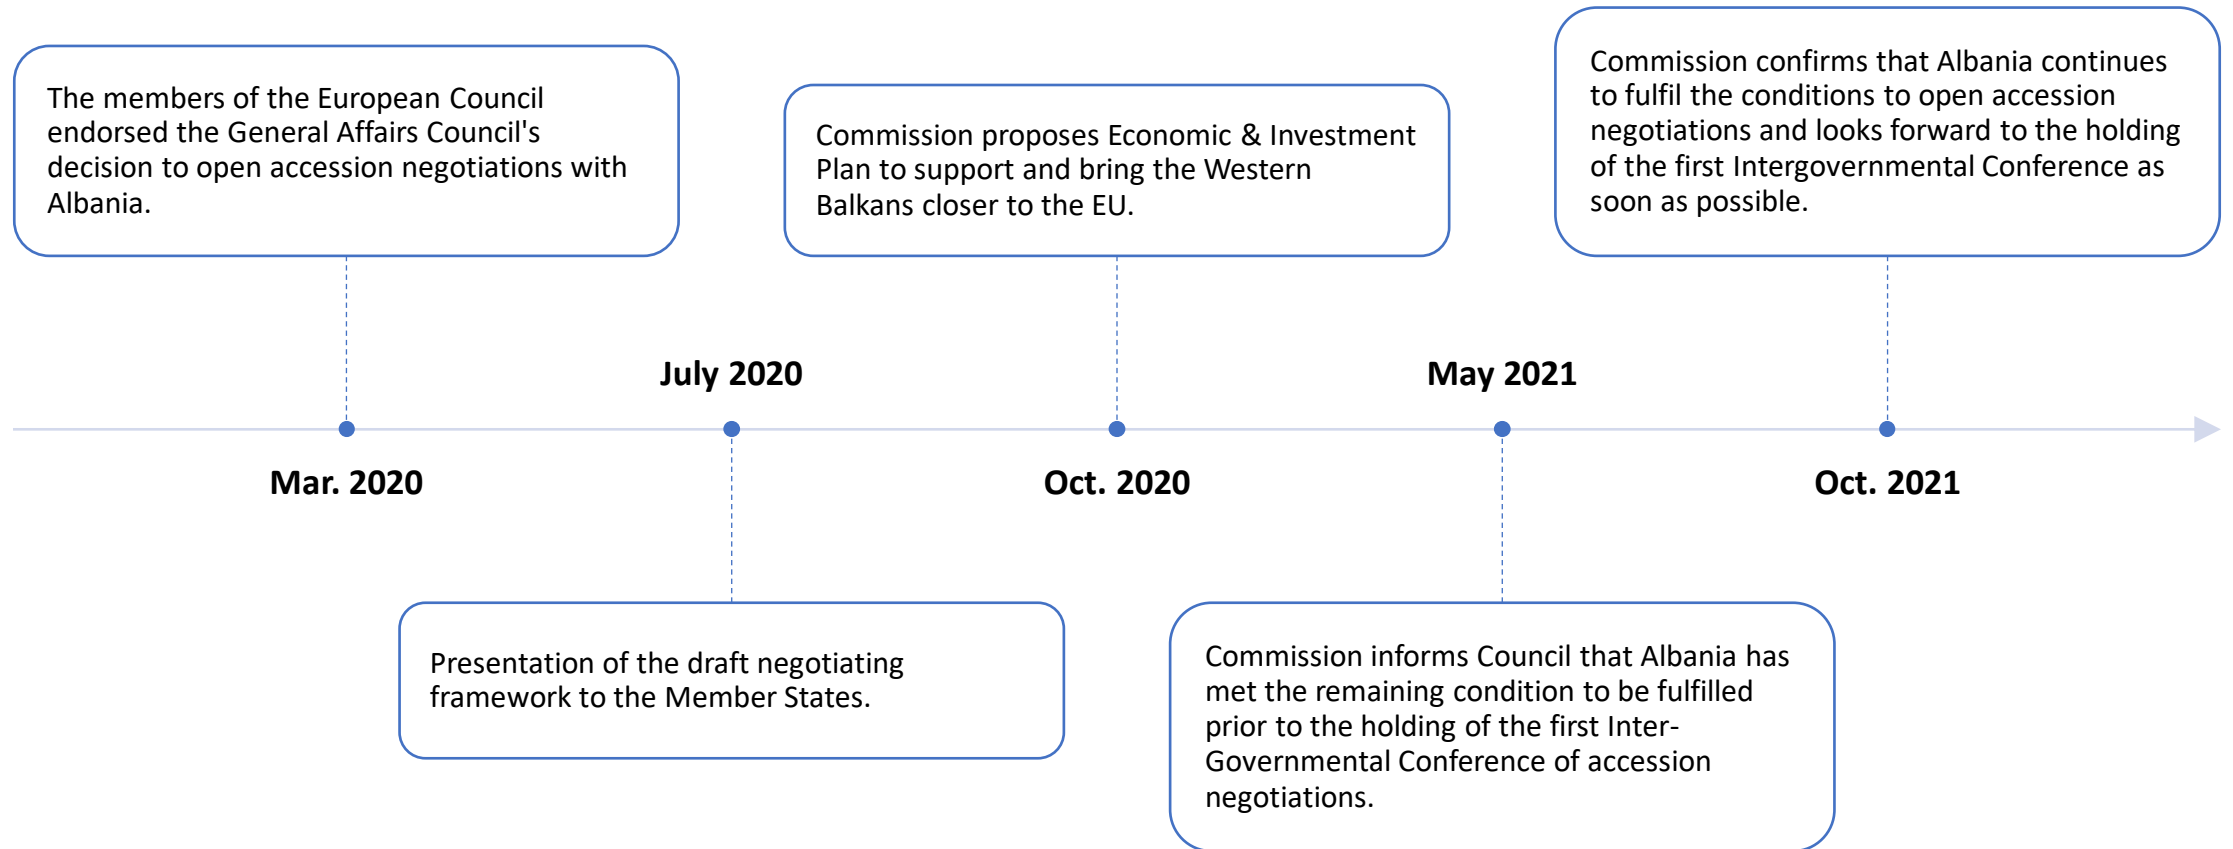 The members of the European Council
endorsed the General Affairs Council's
decision to open accession negotiations with
Albania.
Mar. 2020
July 2020
Presentation of the draft negotiating
framework to the Member States.
Commission proposes Economic & Investment
Plan to support and bring the Western
Balkans closer to the EU.
Oct. 2020
May 2021
Commission informs Council that Albania has
met the remaining condition to be fulfilled
prior to the holding of the first Inter-
Governmental Conference of accession
negotiations.
Commission confirms that Albania continues
to fulfil the conditions to open accession
negotiations and looks forward to the holding
of the first Intergovernmental Conference as
soon as possible.
Oct. 2021